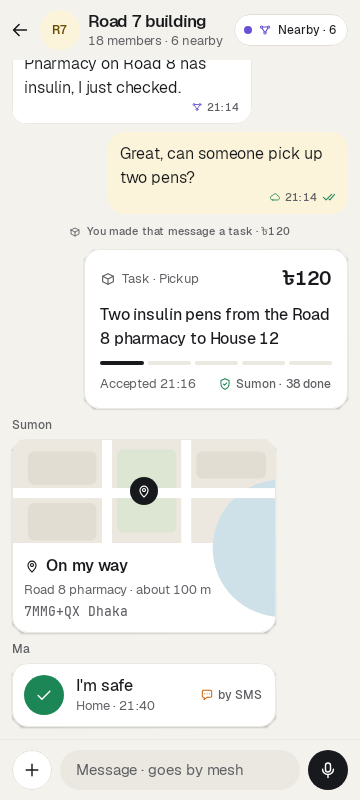 R7
Road 7 building
18 members · 6 nearby
Nearby · 6
Pharmacy on Road 8 has
insulin, I just checked.
21:14
Great, can someone pick up
two pens?
21:14
You made that message a task · ৳120
Task · Pickup
৳120
Two insulin pens from the Road
8 pharmacy to House 12
Accepted 21:16
Sumon · 38 done
Sumon
On my way
Road 8 pharmacy · about 100 m
7MMG+QX Dhaka
Ma
I'm safe
Home · 21:40
by SMS
Message · goes by mesh